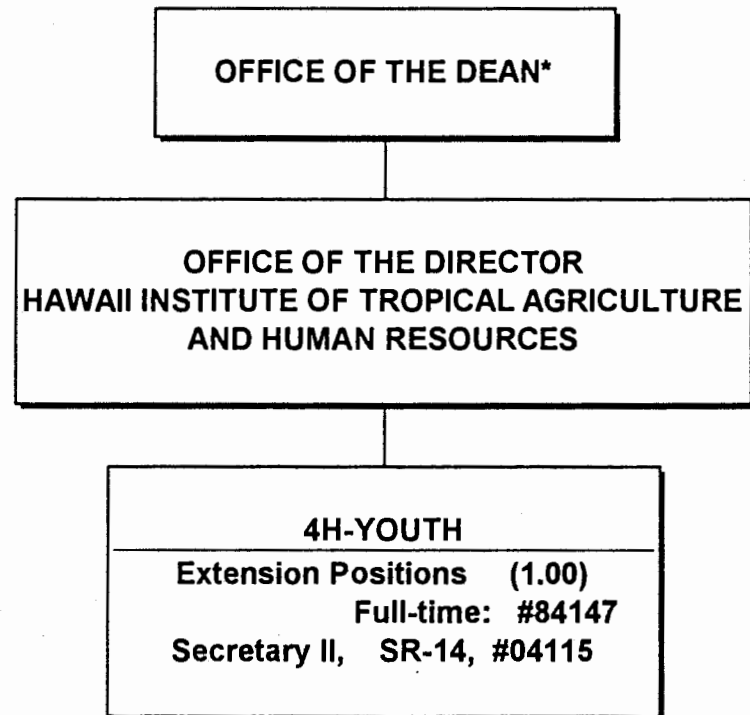 OFFICE OF THE DEAN*
OFFICE OF THE DIRECTOR
HAWAII INSTITUTE OF TROPICAL AGRICULTURE
AND HUMAN RESOURCES
4H-YOUTH
Extension Positions (1.00)
Full-time: #84147
Secretary II, SR-14, #04115